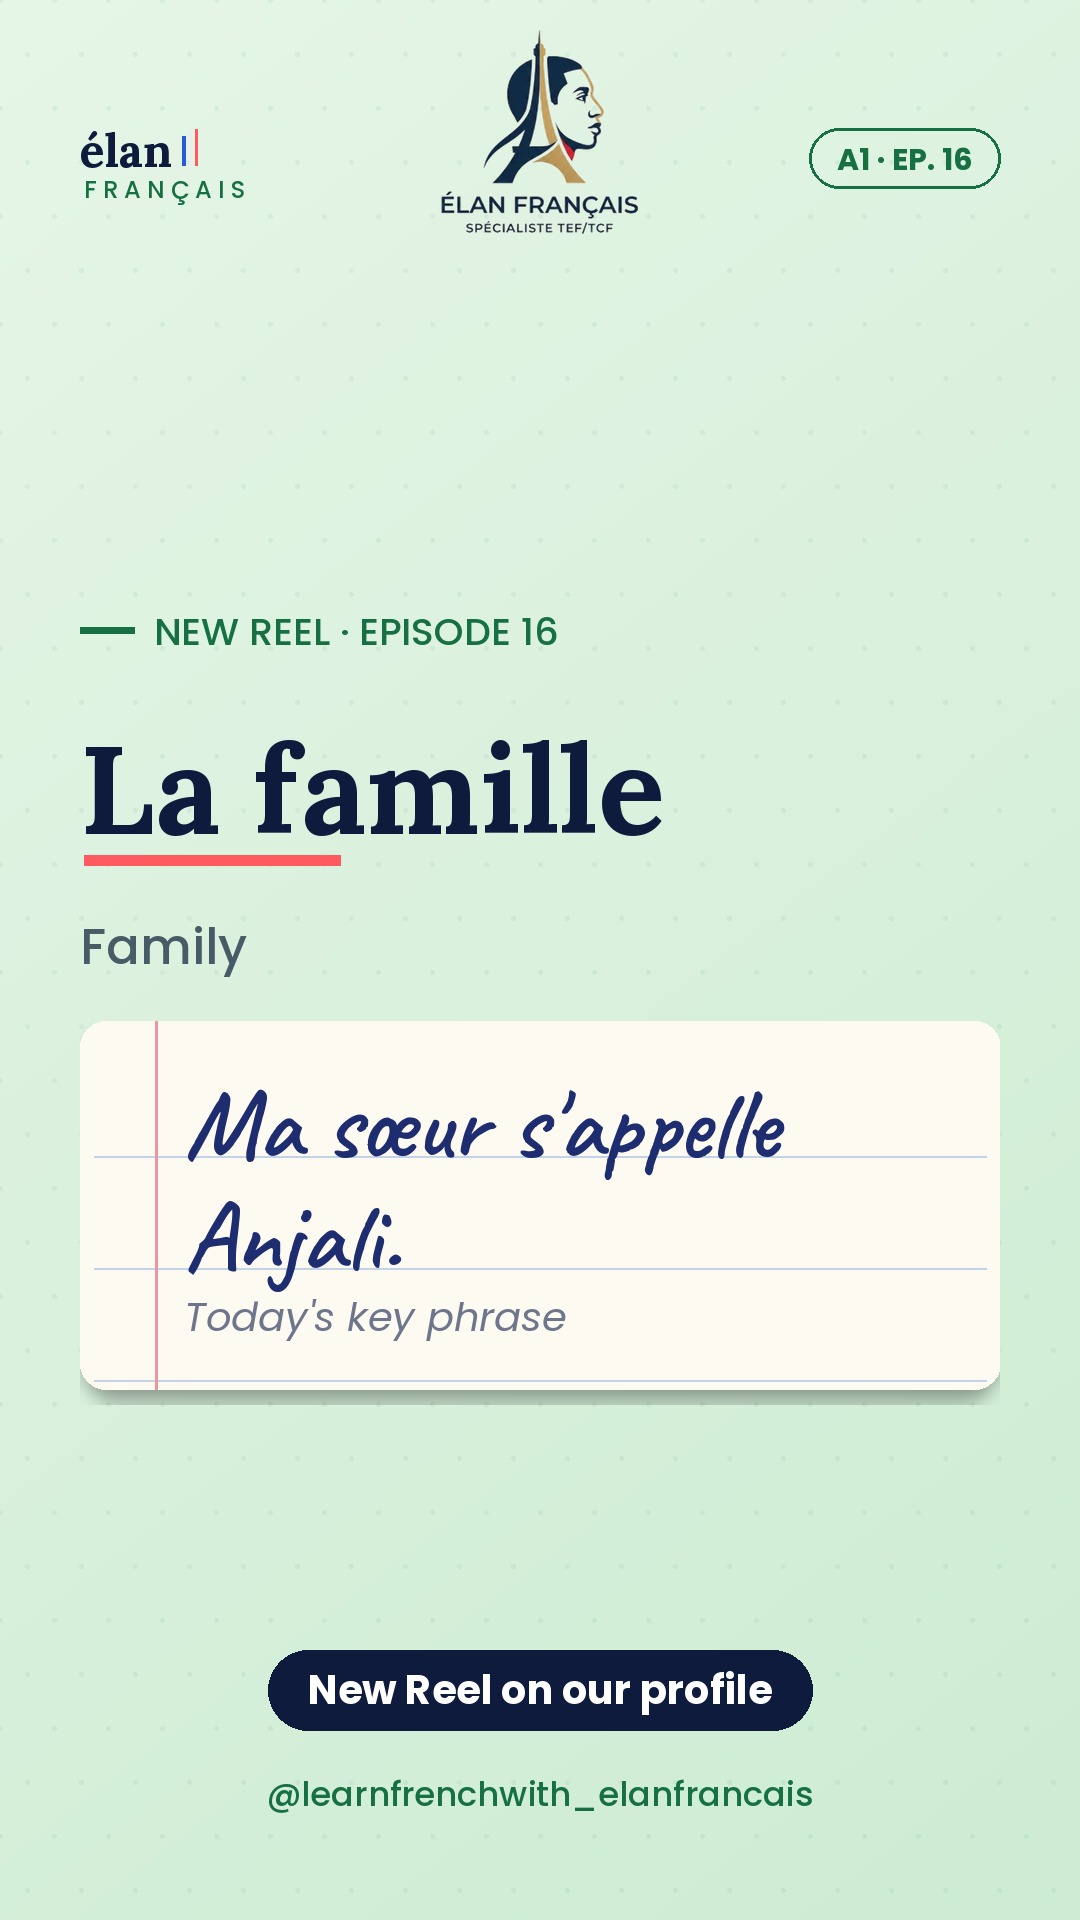 élan
FRANÇAIS
ÉLAN FRANÇAIS
SPÉCIALISTE TEF/TCF
A1 · EP. 16
NEW REEL · EPISODE 16
La famille
Family
Ma sœur s'appelle
Anjali.
Today's key phrase
New Reel on our profile
@learnfrenchwith_elanfrancais